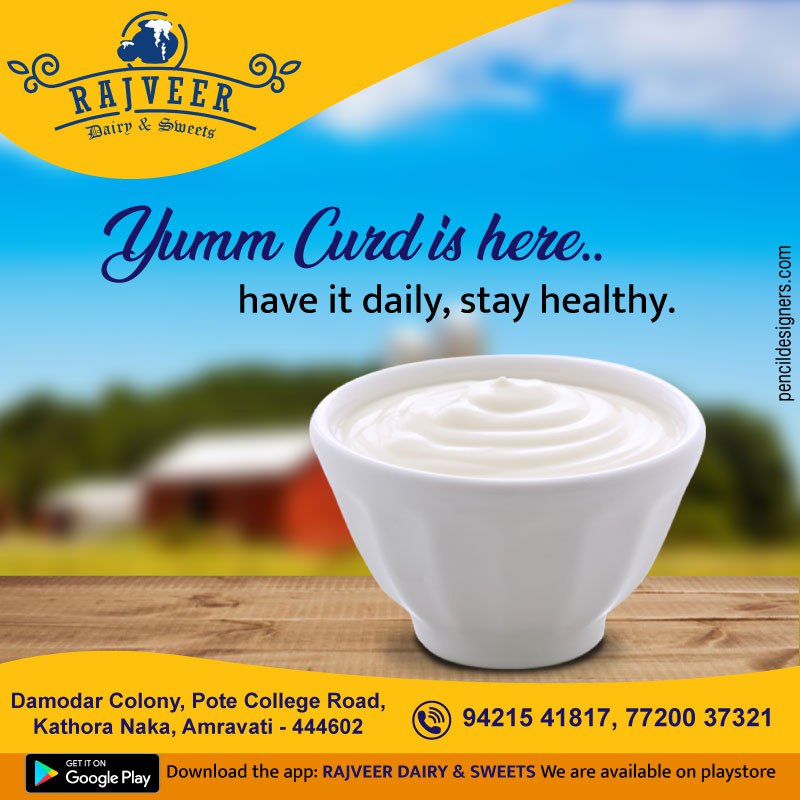 RAJVEER
Dairy & Sweets
Yumm Curd is here..
have it daily, stay healthy.
pencildesigners.com
Damodar Colony, Pote College Road,
Kathora Naka, Amravati - 444602
94215 41817, 77200 37321
GET IT ON
Google Play
Download the app: RAJVEER DAIRY & SWEETS We are available on playstore